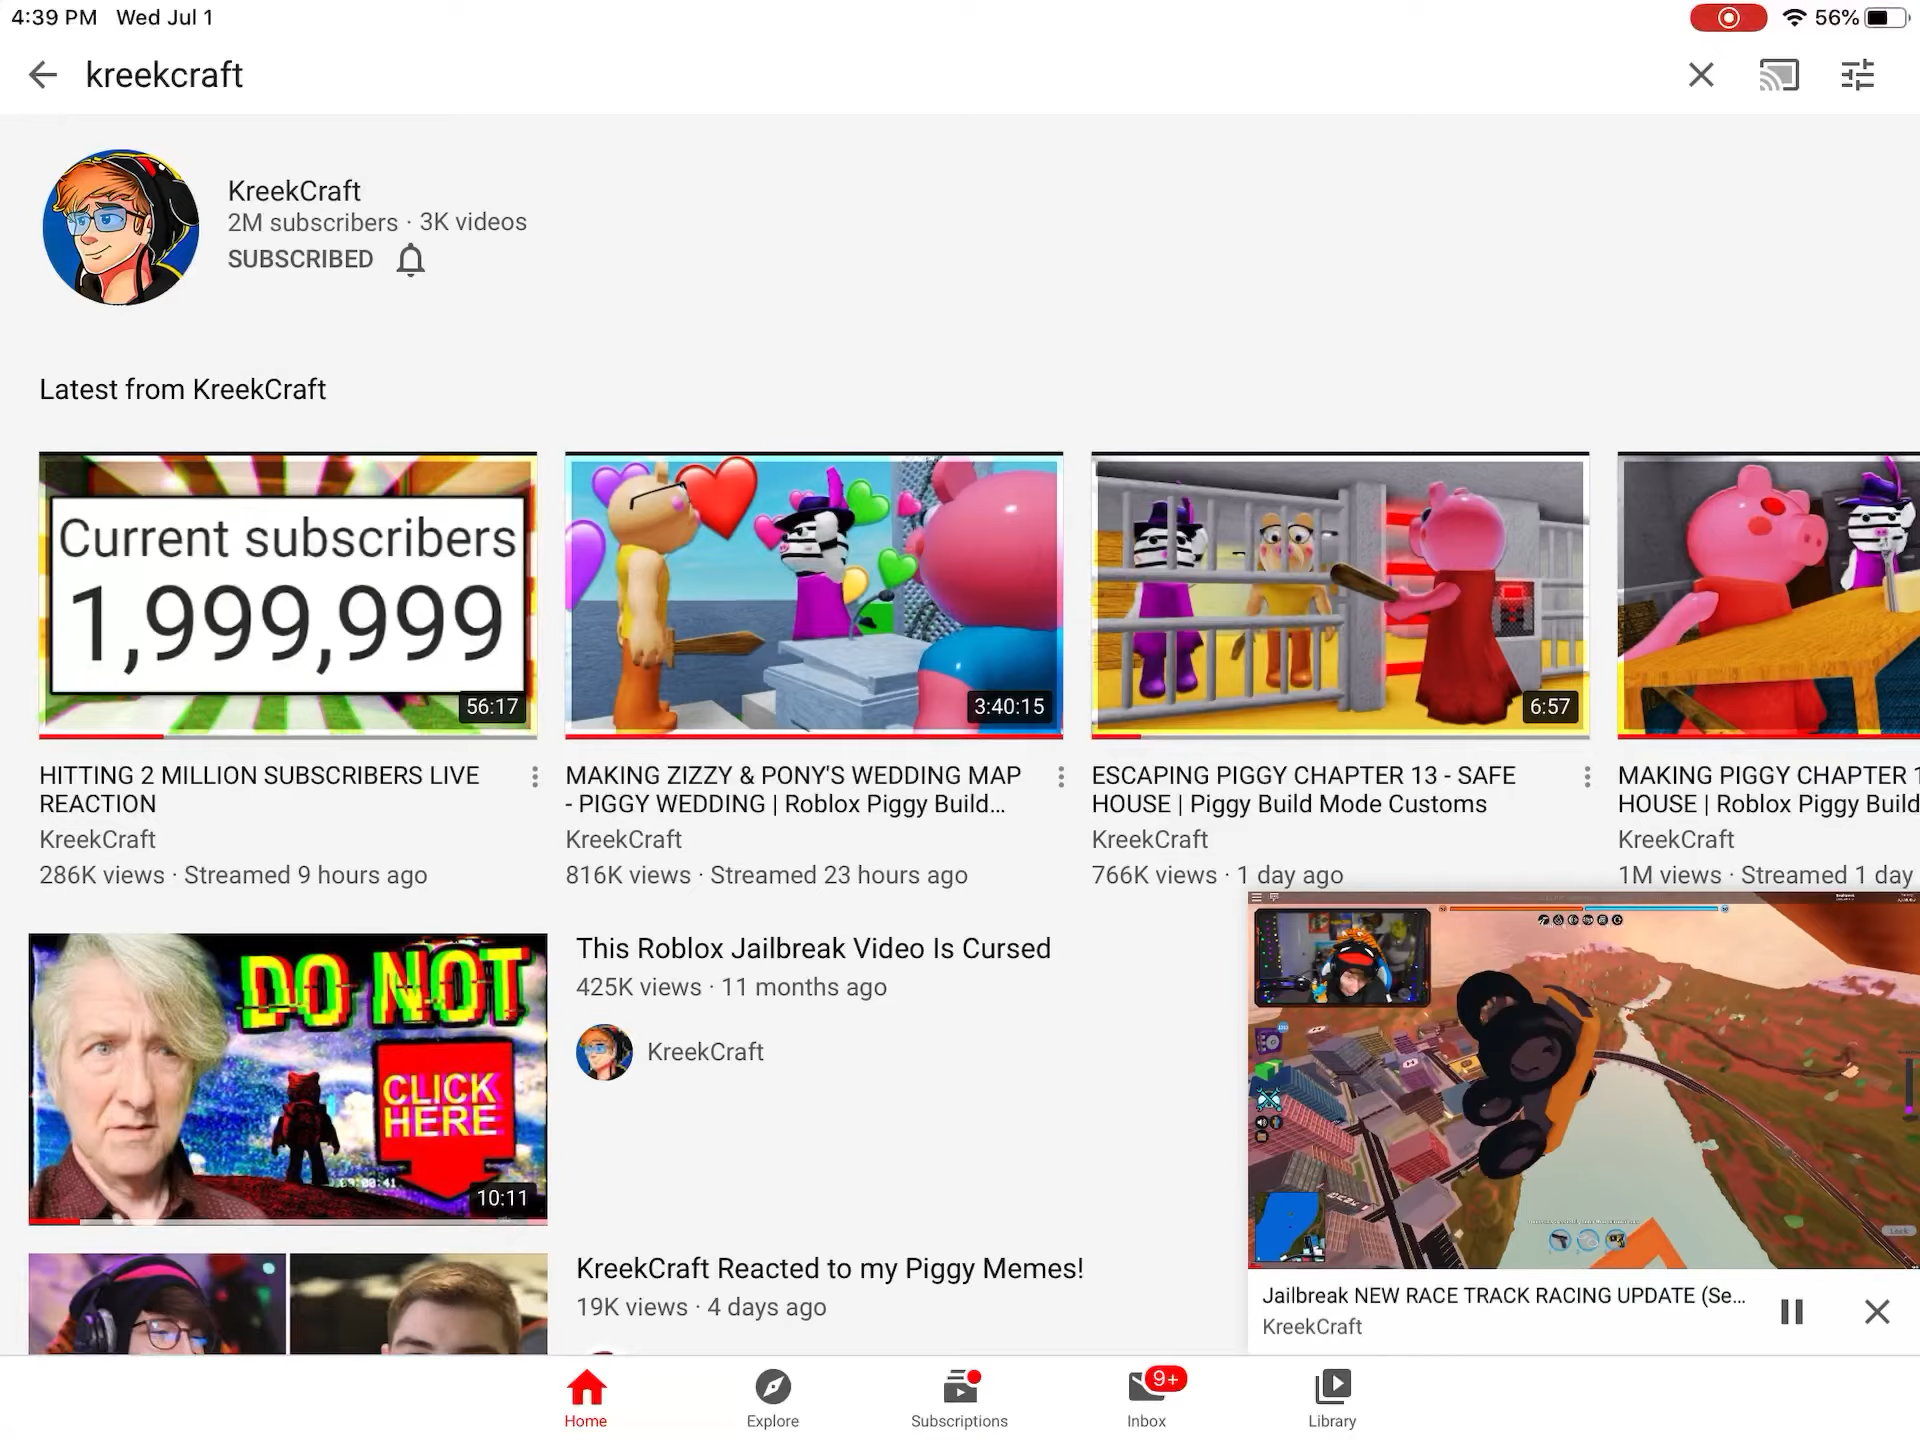 4:39 PM Wed Jul 1
56%
kreekcraft
KreekCraft
2M subscribers · 3K videos
SUBSCRIBED
Latest from KreekCraft
Current subscribers
1,999,999
56:17
3:40:15
6:57
HITTING 2 MILLION SUBSCRIBERS LIVE
REACTION
KreekCraft
286K views · Streamed 9 hours ago
MAKING ZIZZY & PONY'S WEDDING MAP
- PIGGY WEDDING | Roblox Piggy Build...
KreekCraft
816K views · Streamed 23 hours ago
ESCAPING PIGGY CHAPTER 13 - SAFE
HOUSE | Piggy Build Mode Customs
KreekCraft
766K views · 1 day ago
MAKING PIGGY CHAPTER 1
HOUSE | Roblox Piggy Build
KreekCraft
1M views · Streamed 1 day
DO NOT
CLICK
HERE
10:11
This Roblox Jailbreak Video Is Cursed
425K views · 11 months ago
KreekCraft
KreekCraft Reacted to my Piggy Memes!
19K views · 4 days ago
Jailbreak NEW RACE TRACK RACING UPDATE (Se...
KreekCraft
Home
Explore
Subscriptions
9+
Inbox
Library